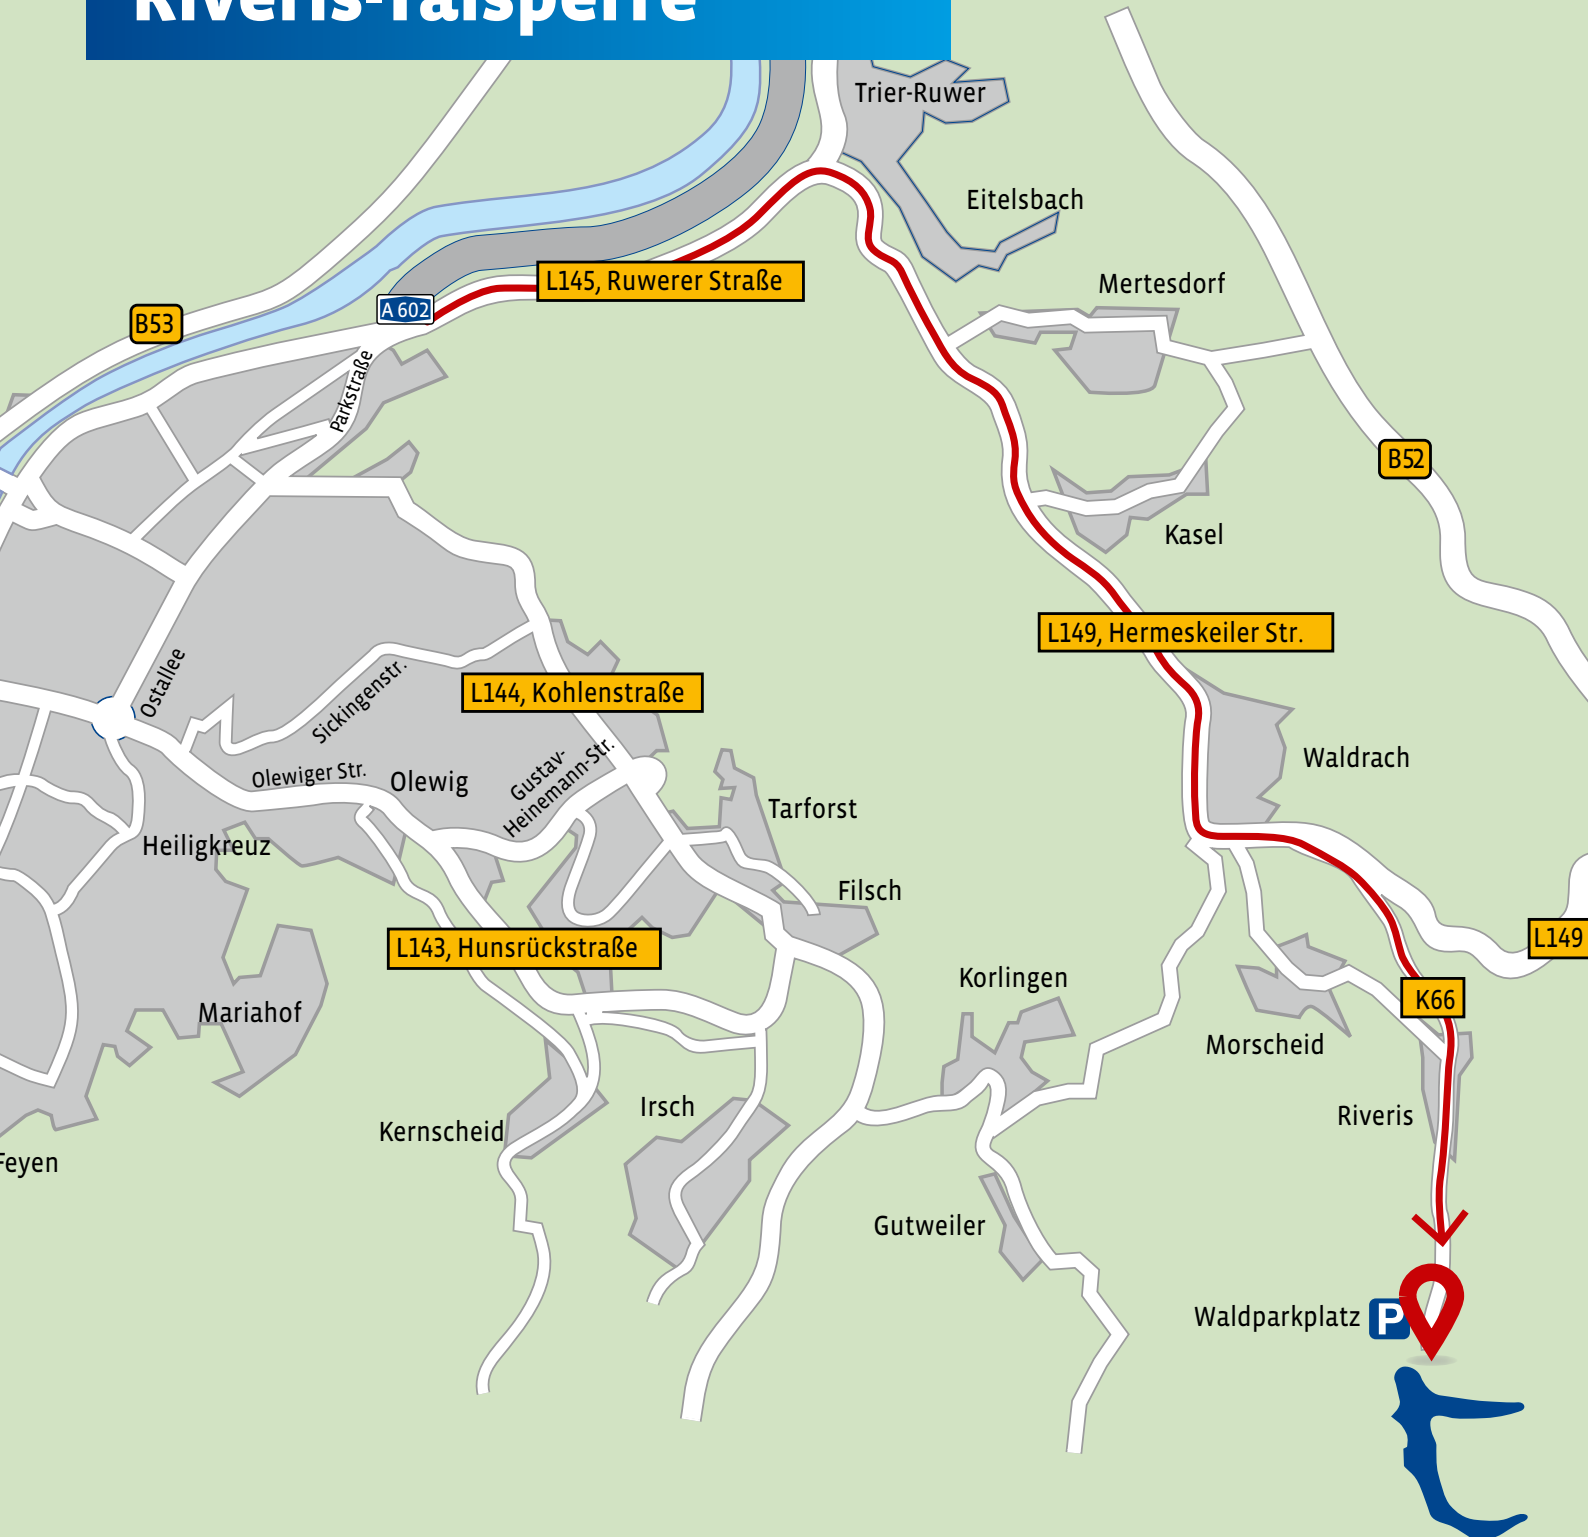 Riveris-Talsperre
Trier-Ruwer
Eitelsbach
L145, Ruwerer Straße
Mertesdorf
A 602
B53
Parkstraße
B52
Kasel
L149, Hermeskeiler Str.
Ostallee
Sickingenstr.
L144, Kohlenstraße
Waldrach
Olewiger Str.
Olewig
Gustav-
Heinemann-Str.
Tarforst
Heiligkreuz
Filsch
L143, Hunsrückstraße
L149
Korlingen
K66
Mariahof
Morscheid
Irsch
Riveris
Kernscheid
Feyen
Gutweiler
Waldparkplatz P